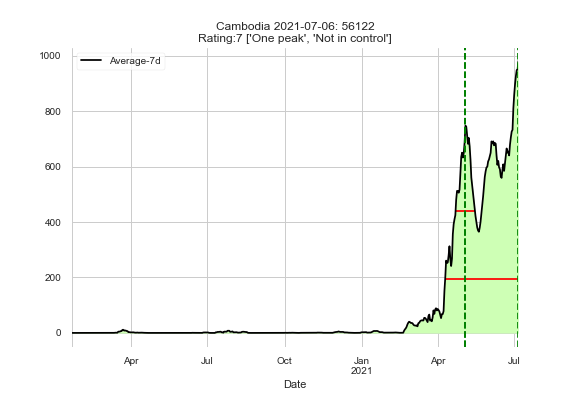 Cambodia 2021-07-06: 56122
Rating:7 ['One peak', 'Not in control']
Average-7d
1000
800
600
400
200
0
Apr Jul Oct Jan Apr Jul
2021
Date